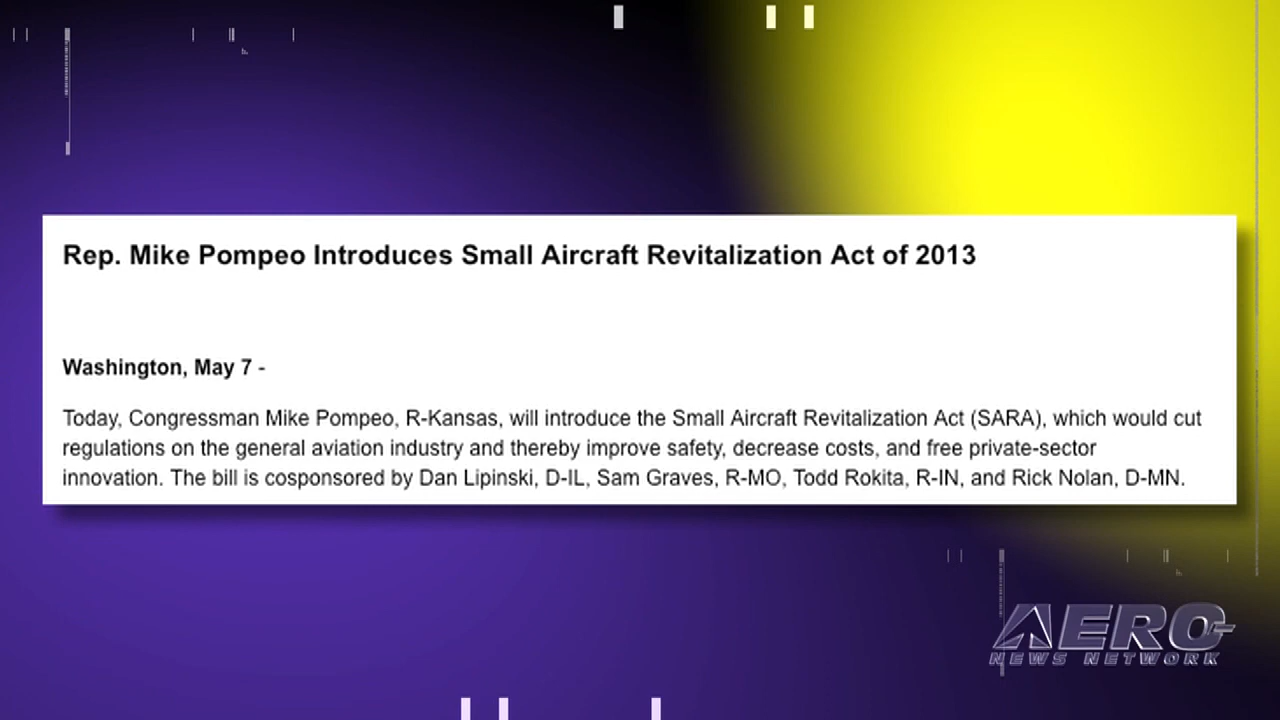 Rep. Mike Pompeo Introduces Small Aircraft Revitalization Act of 2013
Washington, May 7 -
Today, Congressman Mike Pompeo, R-Kansas, will introduce the Small Aircraft Revitalization Act (SARA), which would cut
regulations on the general aviation industry and thereby improve safety, decrease costs, and free private-sector
innovation. The bill is cosponsored by Dan Lipinski, D-IL, Sam Graves, R-MO, Todd Rokita, R-IN, and Rick Nolan, D-MN.
AERO-
NEWS NETWORK